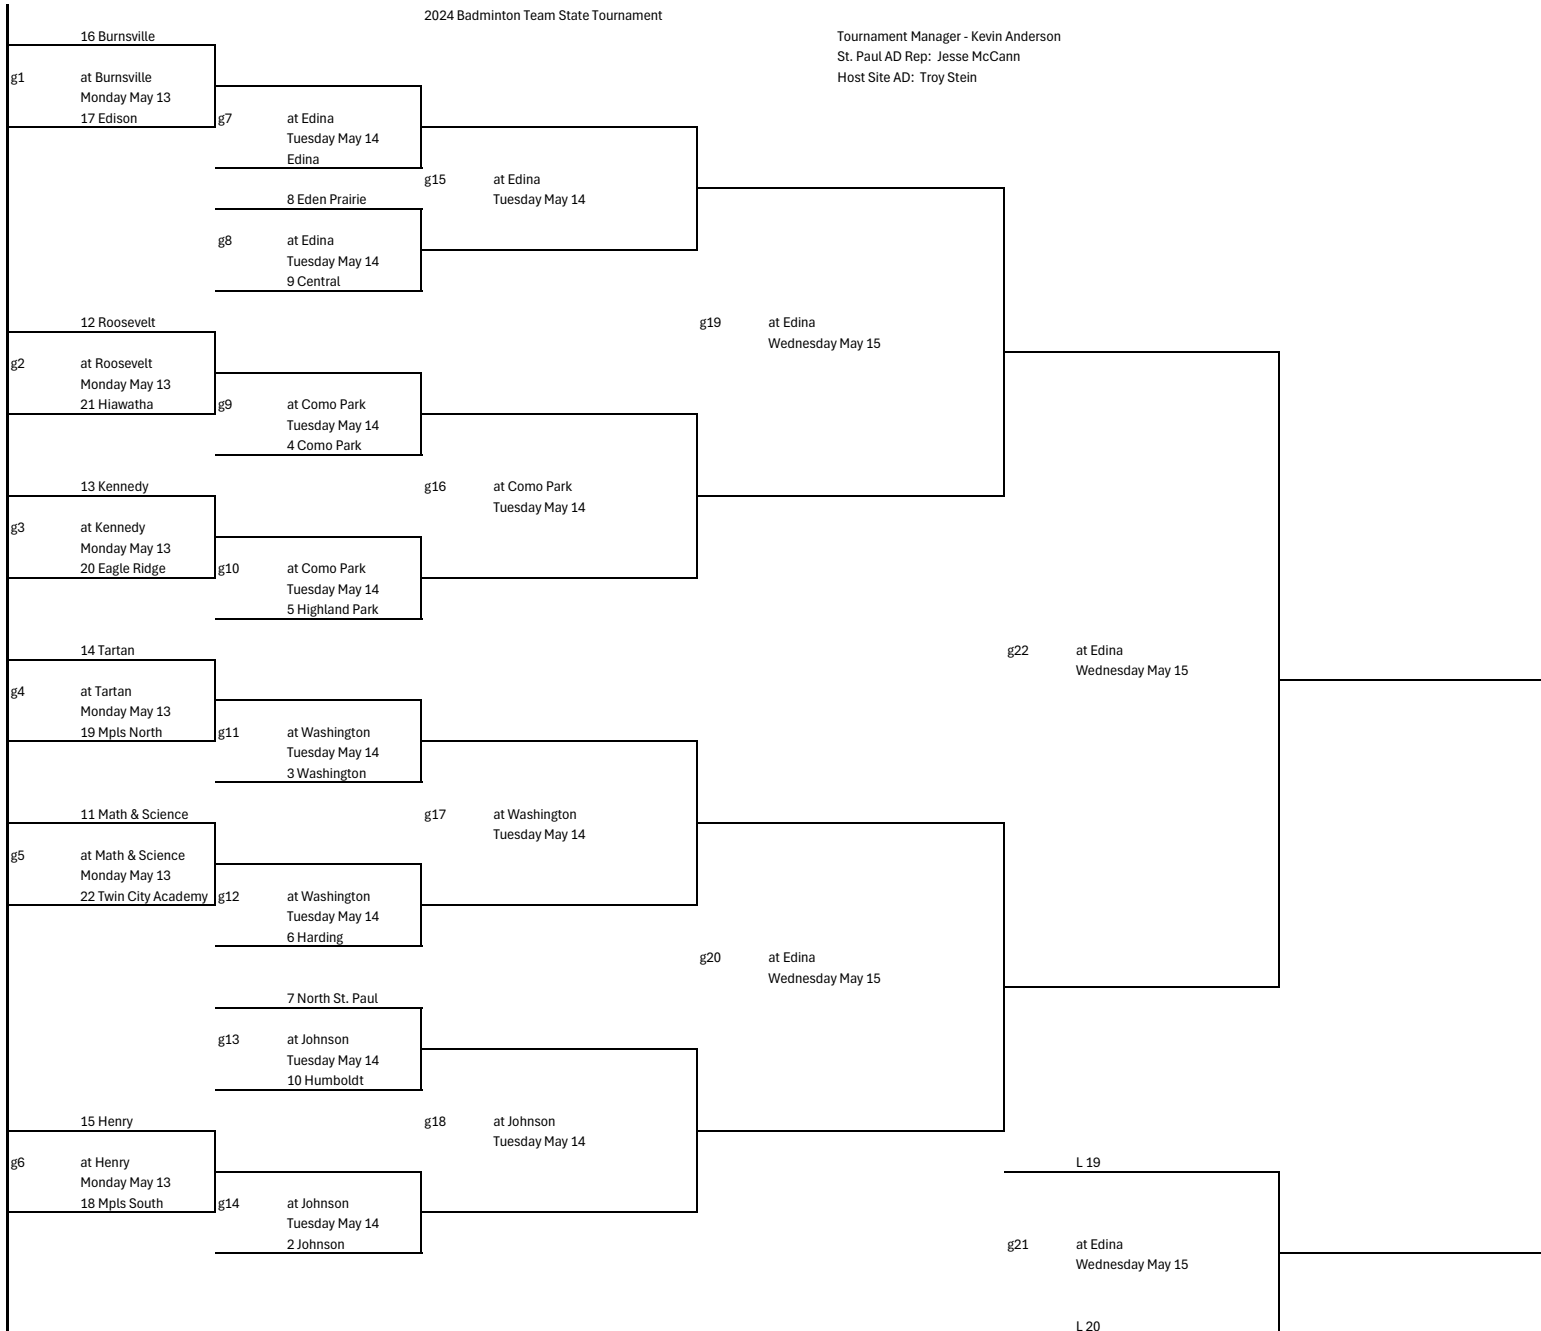 2024 Badminton Team State Tournament
16 Burnsville
Tournament Manager - Kevin Anderson
St. Paul AD Rep: Jesse McCann
Host Site AD: Troy Stein
g1 at Burnsville
Monday May 13
17 Edison
g7 at Edina
Tuesday May 14
Edina
g15 at Edina
Tuesday May 14
8 Eden Prairie
g8 at Edina
Tuesday May 14
9 Central
12 Roosevelt
g19 at Edina
Wednesday May 15
g2 at Roosevelt
Monday May 13
21 Hiawatha
g9 at Como Park
Tuesday May 14
4 Como Park
13 Kennedy
g16 at Como Park
Tuesday May 14
g3 at Kennedy
Monday May 13
20 Eagle Ridge
g10 at Como Park
Tuesday May 14
5 Highland Park
14 Tartan
g22 at Edina
Wednesday May 15
g4 at Tartan
Monday May 13
19 Mpls North
g11 at Washington
Tuesday May 14
3 Washington
11 Math & Science
g17 at Washington
Tuesday May 14
g5 at Math & Science
Monday May 13
22 Twin City Academy
g12 at Washington
Tuesday May 14
6 Harding
g20 at Edina
Wednesday May 15
7 North St. Paul
g13 at Johnson
Tuesday May 14
10 Humboldt
15 Henry
g18 at Johnson
Tuesday May 14
g6 at Henry
Monday May 13
18 Mpls South
L 19
g14 at Johnson
Tuesday May 14
2 Johnson
g21 at Edina
Wednesday May 15
L 20